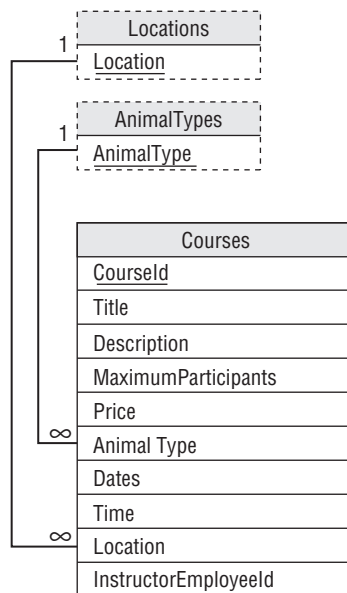 Locations
1
Location
AnimalTypes
1
AnimalType
Courses
CourseId
Title
Description
MaximumParticipants
Price
∞
Animal Type
Dates
Time
∞
Location
InstructorEmployeeId